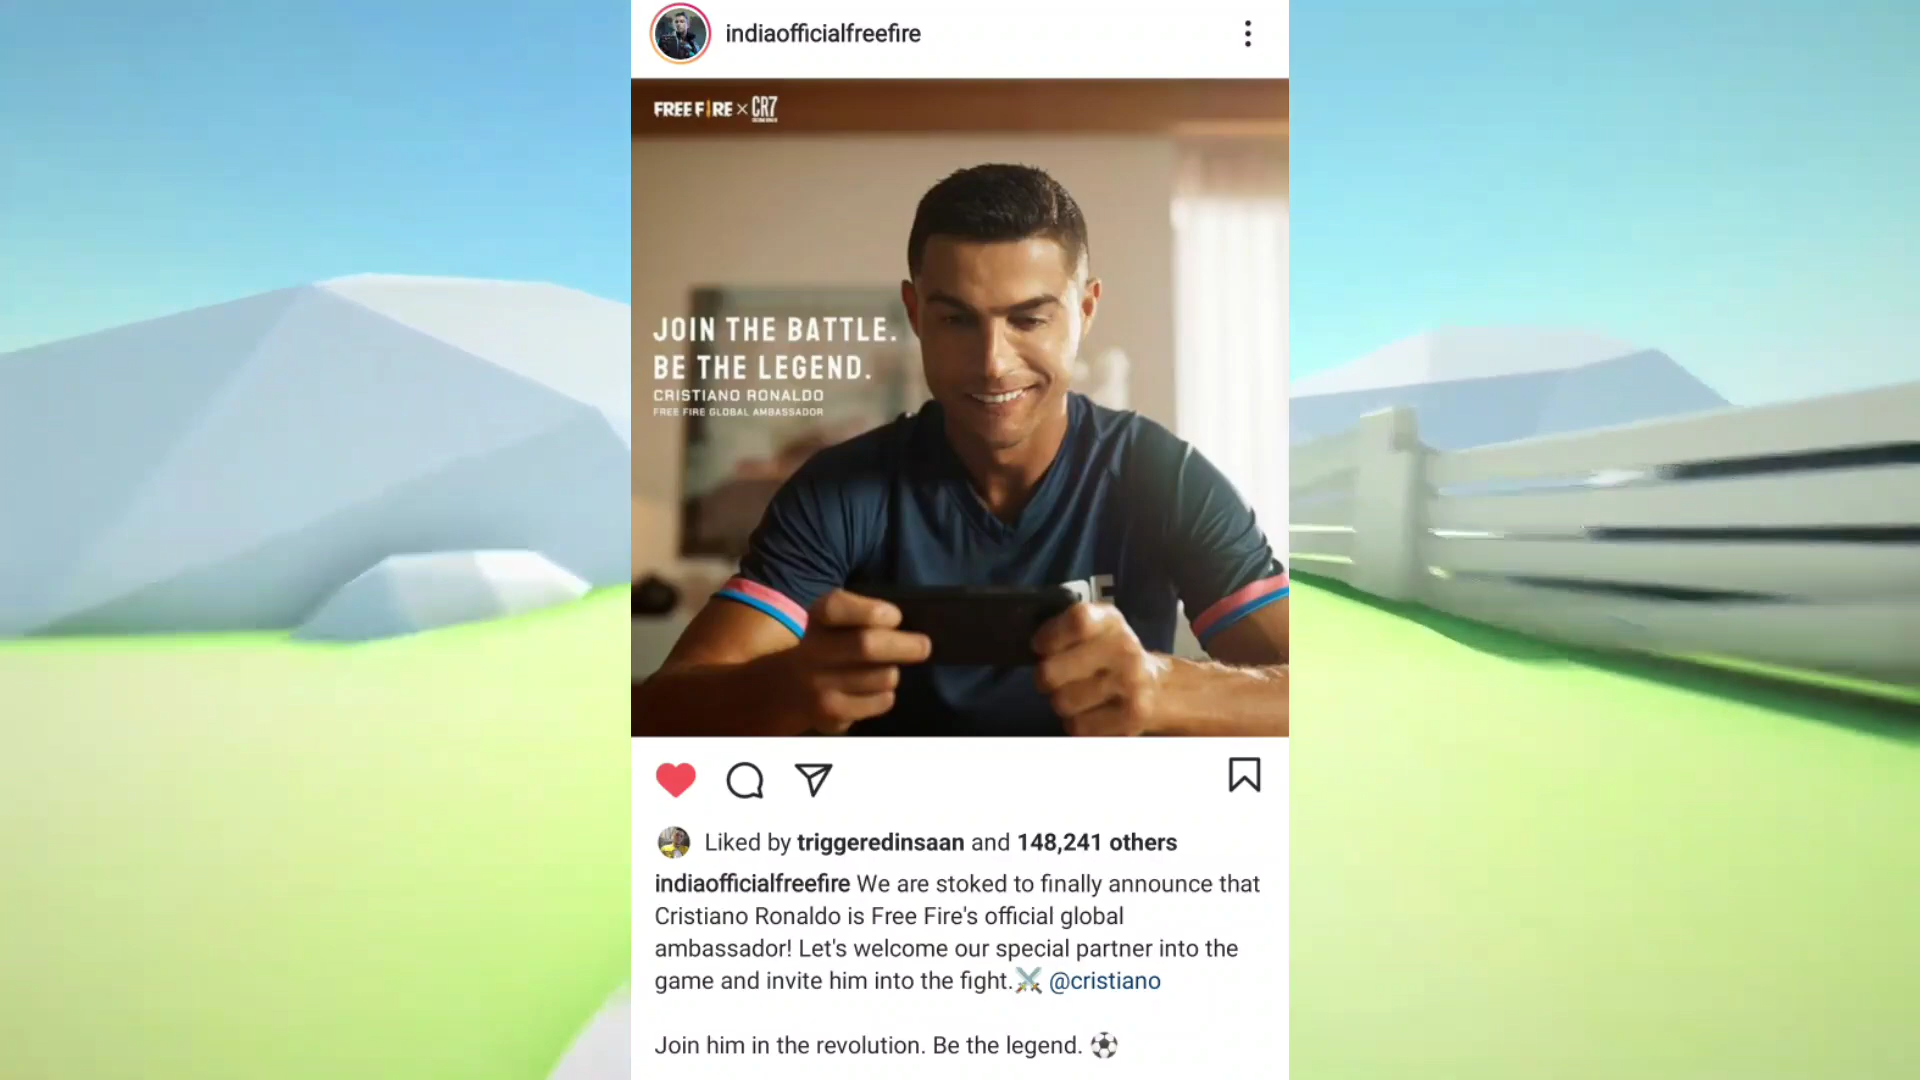 indiaofficialfreefire
FREE FIRE × CR7
JOIN THE BATTLE.
BE THE LEGEND.
CRISTIANO RONALDO
FREE FIRE GLOBAL AMBASSADOR
Liked by triggeredinsaan and 148,241 others
indiaofficialfreefire We are stoked to finally announce that
Cristiano Ronaldo is Free Fire's official global
ambassador! Let's welcome our special partner into the
game and invite him into the fight.⚔️ @cristiano
Join him in the revolution. Be the legend. ⚽